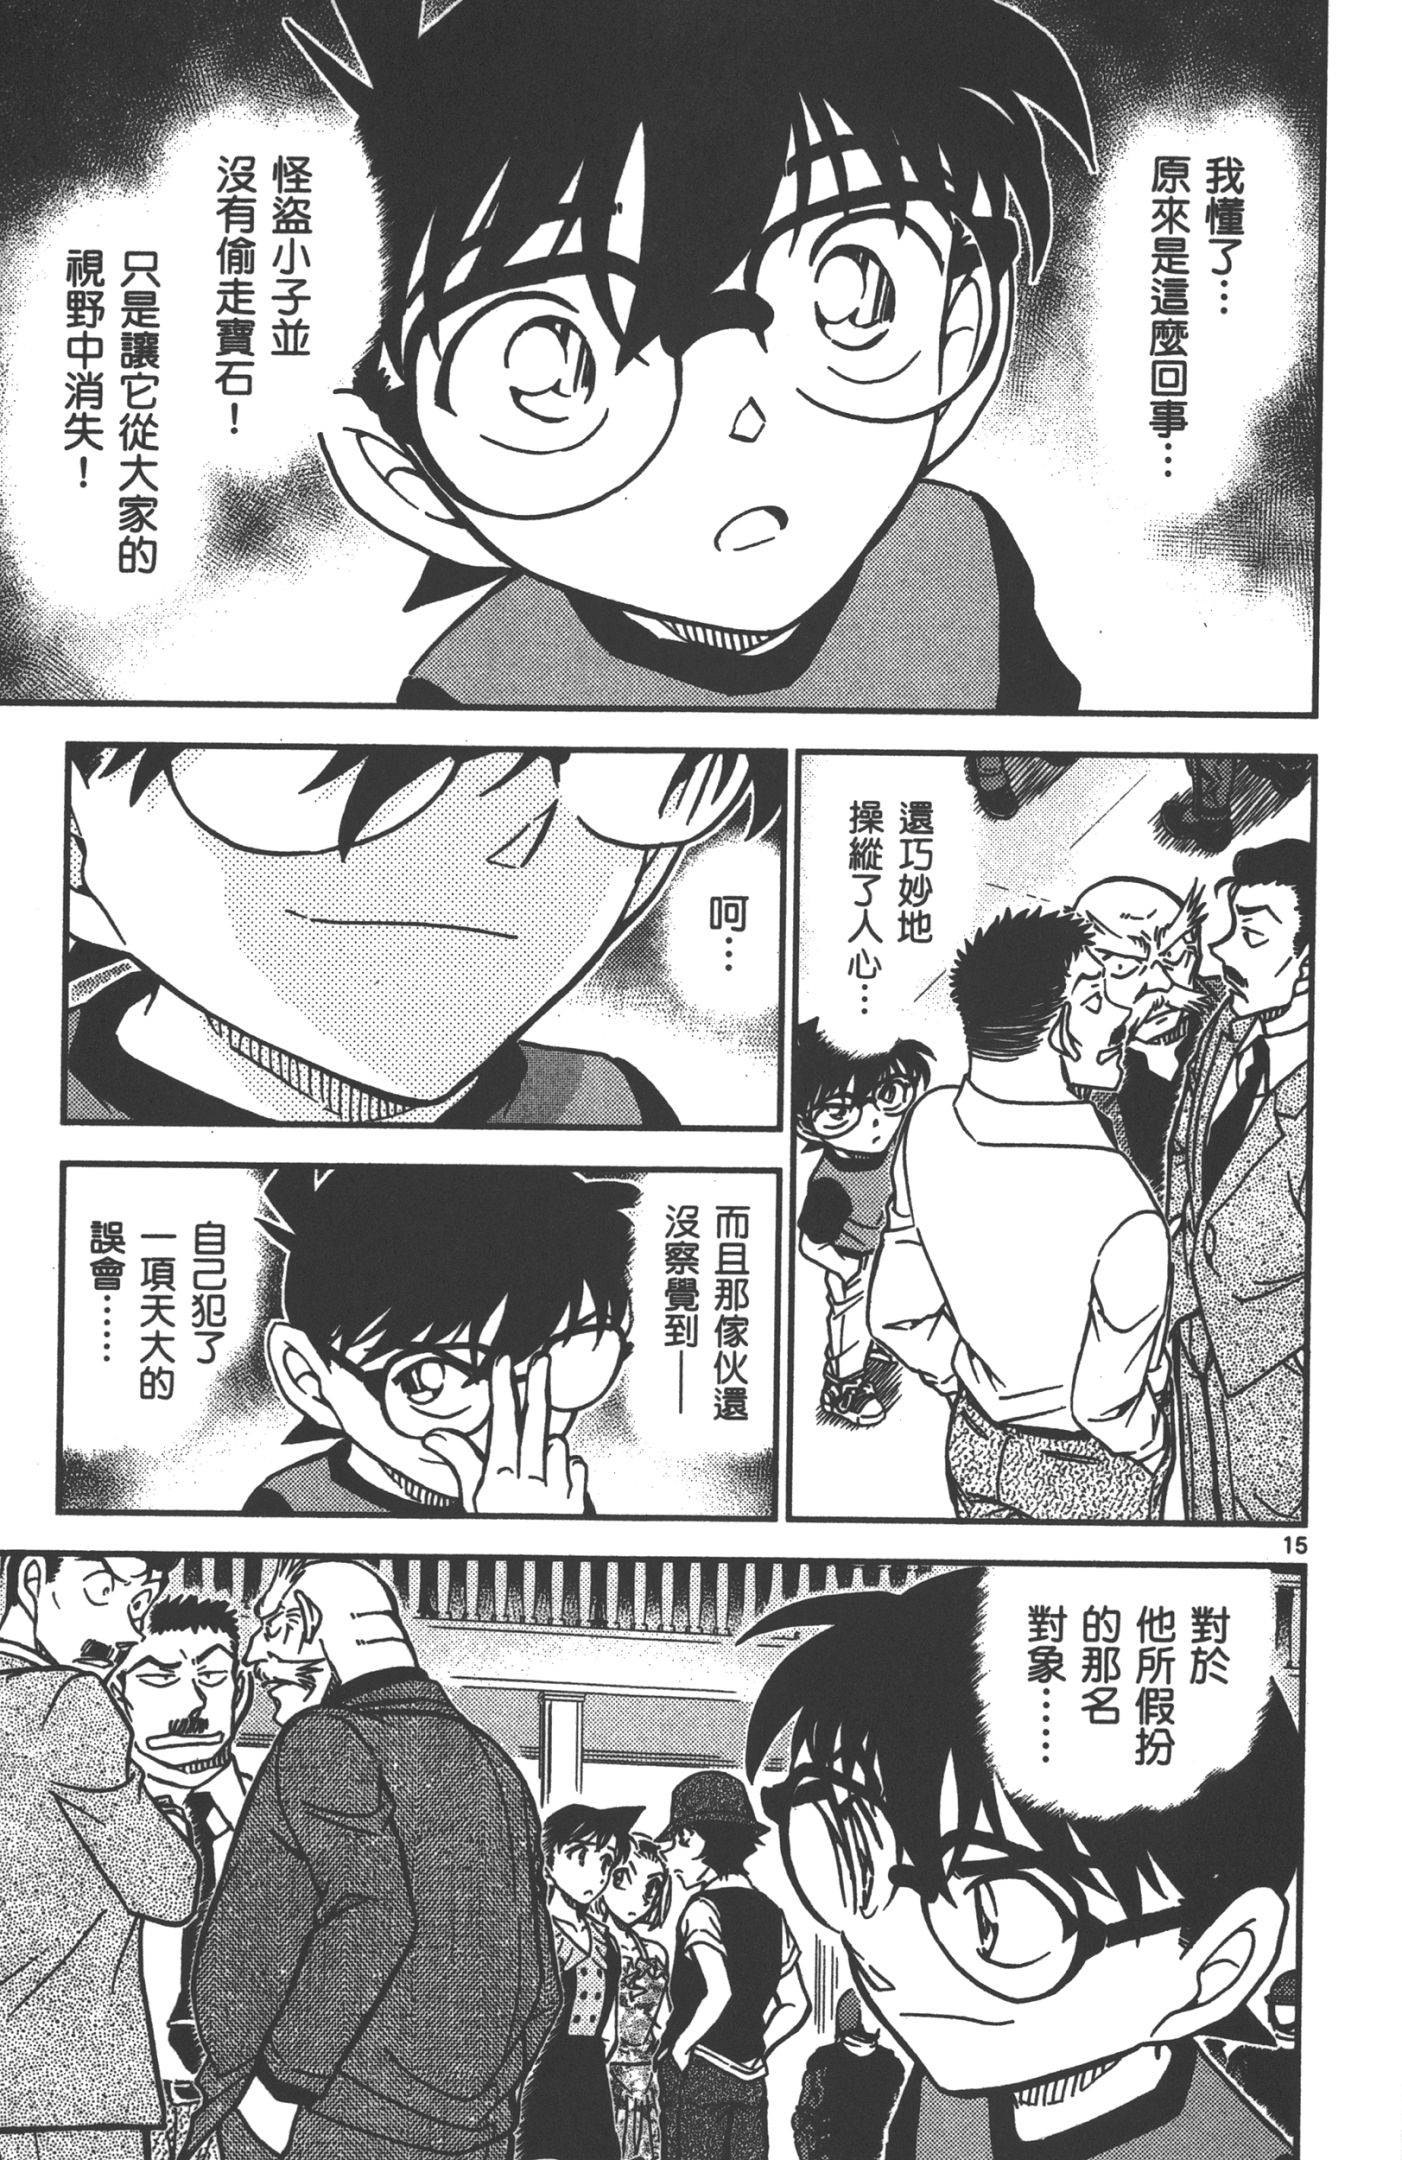 我懂了…
原來是這麼回事…
怪盜小子並
沒有偷走寶石！
只是讓它從大家的
視野中消失！
還巧妙地
操縱了人心…
呵…
而且那傢伙還
沒察覺到——
自己犯了
一項天大的
誤會……
15
對於
他所假扮
的那名
對象……